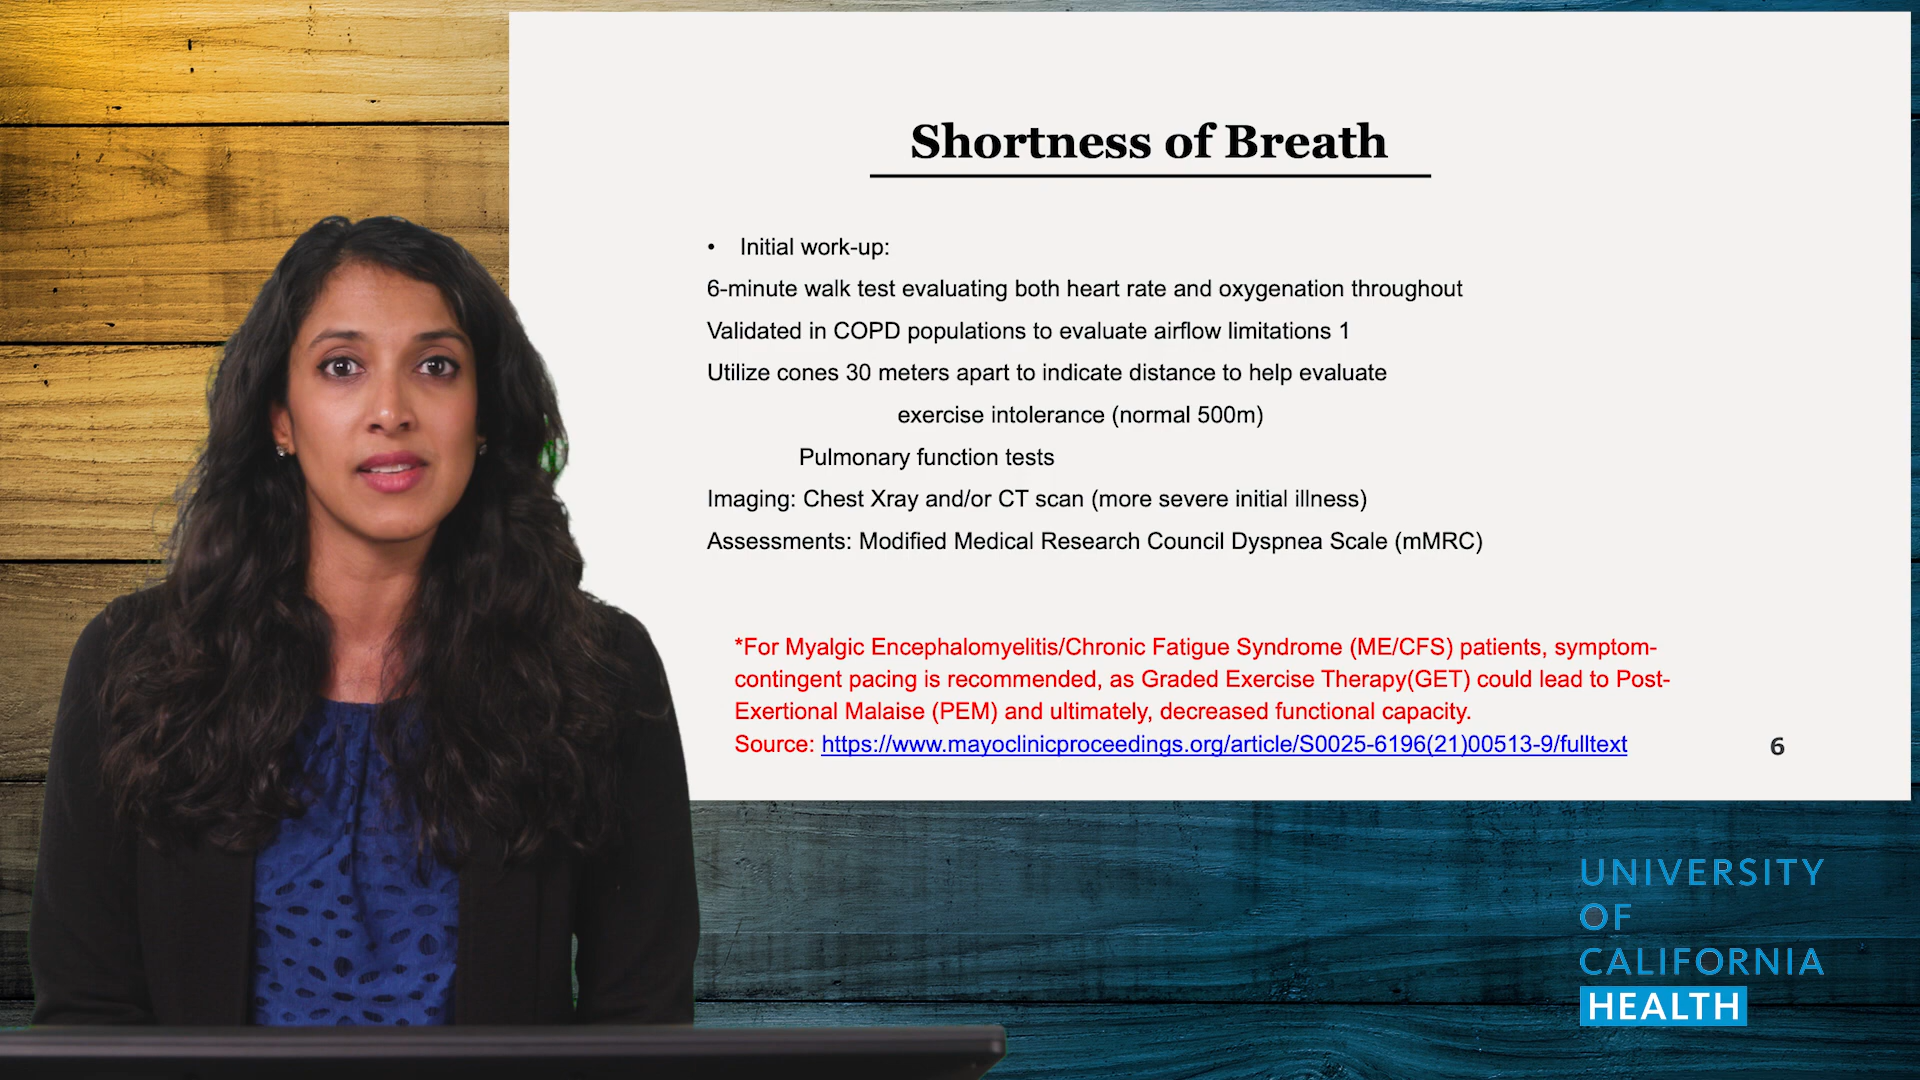 Shortness of Breath
• Initial work-up:
6-minute walk test evaluating both heart rate and oxygenation throughout
Validated in COPD populations to evaluate airflow limitations 1
Utilize cones 30 meters apart to indicate distance to help evaluate
exercise intolerance (normal 500m)
Pulmonary function tests
Imaging: Chest Xray and/or CT scan (more severe initial illness)
Assessments: Modified Medical Research Council Dyspnea Scale (mMRC)
*For Myalgic Encephalomyelitis/Chronic Fatigue Syndrome (ME/CFS) patients, symptom-
contingent pacing is recommended, as Graded Exercise Therapy(GET) could lead to Post-
Exertional Malaise (PEM) and ultimately, decreased functional capacity.
Source: https://www.mayoclinicproceedings.org/article/S0025-6196(21)00513-9/fulltext
6
UNIVERSITY
OF
CALIFORNIA
HEALTH